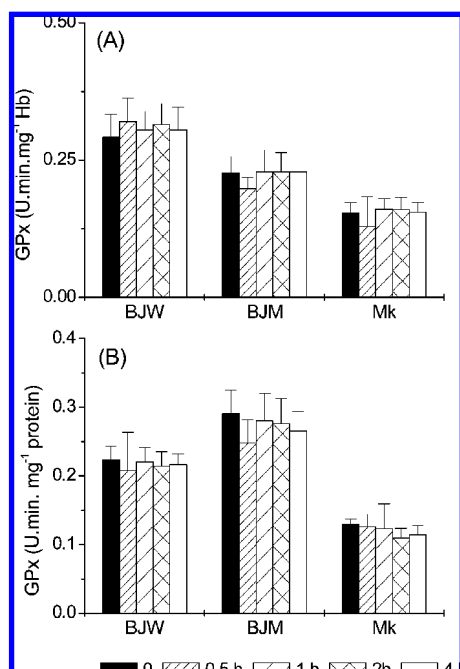 (A)
0.50
0.25
0.00
GPx (U.min.mg⁻¹ Hb)
BJW BJM Mk
(B)
0.4
0.3
0.2
0.1
0.0
GPx (U.min. mg⁻¹ protein)
BJW BJM Mk
0 0.5 h 1 h 2h 4